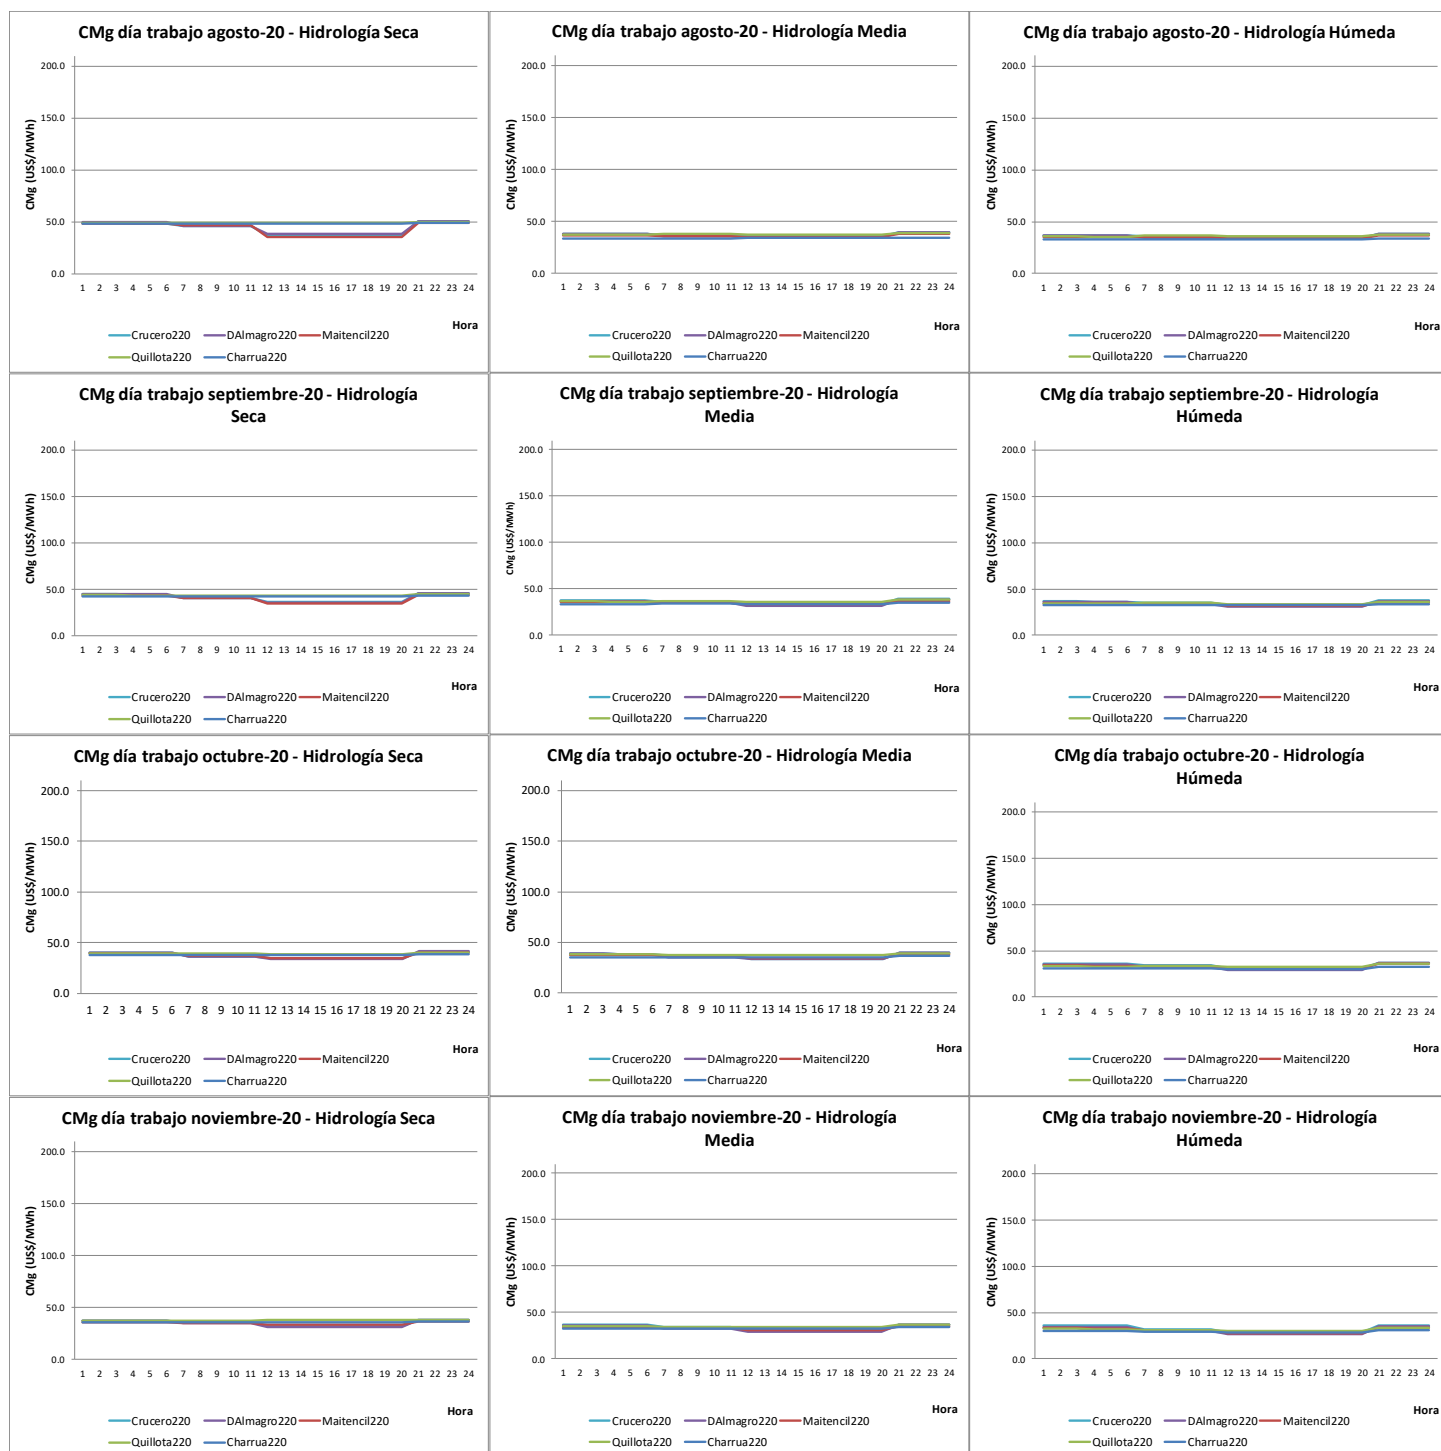 CMg día trabajo agosto-20 - Hidrología Seca
CMg (US$/MWh)
200.0
150.0
100.0
50.0
0.0
1 2 3 4 5 6 7 8 9 10 11 12 13 14 15 16 17 18 19 20 21 22 23 24
Hora
Crucero220 DAlmagro220 Maitencil220
Quillota220 Charrua220
CMg día trabajo agosto-20 - Hidrología Media
CMg (US$/MWh)
200.0
150.0
100.0
50.0
0.0
1 2 3 4 5 6 7 8 9 10 11 12 13 14 15 16 17 18 19 20 21 22 23 24
Hora
Crucero220 DAlmagro220 Maitencil220
Quillota220 Charrua220
CMg día trabajo agosto-20 - Hidrología Húmeda
CMg (US$/MWh)
200.0
150.0
100.0
50.0
0.0
1 2 3 4 5 6 7 8 9 10 11 12 13 14 15 16 17 18 19 20 21 22 23 24
Hora
Crucero220 DAlmagro220 Maitencil220
Quillota220 Charrua220
CMg día trabajo septiembre-20 - Hidrología
Seca
CMg (US$/MWh)
200.0
150.0
100.0
50.0
0.0
1 2 3 4 5 6 7 8 9 10 11 12 13 14 15 16 17 18 19 20 21 22 23 24
Hora
Crucero220 DAlmagro220 Maitencil220
Quillota220 Charrua220
CMg día trabajo septiembre-20 - Hidrología
Media
CMg (US$/MWh)
200.0
150.0
100.0
50.0
0.0
1 2 3 4 5 6 7 8 9 10 11 12 13 14 15 16 17 18 19 20 21 22 23 24
Hora
Crucero220 DAlmagro220 Maitencil220
Quillota220 Charrua220
CMg día trabajo septiembre-20 - Hidrología
Húmeda
CMg (US$/MWh)
200.0
150.0
100.0
50.0
0.0
1 2 3 4 5 6 7 8 9 10 11 12 13 14 15 16 17 18 19 20 21 22 23 24
Hora
Crucero220 DAlmagro220 Maitencil220
Quillota220 Charrua220
CMg día trabajo octubre-20 - Hidrología Seca
CMg (US$/MWh)
200.0
150.0
100.0
50.0
0.0
1 2 3 4 5 6 7 8 9 10 11 12 13 14 15 16 17 18 19 20 21 22 23 24
Hora
Crucero220 DAlmagro220 Maitencil220
Quillota220 Charrua220
CMg día trabajo octubre-20 - Hidrología Media
CMg (US$/MWh)
200.0
150.0
100.0
50.0
0.0
1 2 3 4 5 6 7 8 9 10 11 12 13 14 15 16 17 18 19 20 21 22 23 24
Hora
Crucero220 DAlmagro220 Maitencil220
Quillota220 Charrua220
CMg día trabajo octubre-20 - Hidrología
Húmeda
CMg (US$/MWh)
200.0
150.0
100.0
50.0
0.0
1 2 3 4 5 6 7 8 9 10 11 12 13 14 15 16 17 18 19 20 21 22 23 24
Hora
Crucero220 DAlmagro220 Maitencil220
Quillota220 Charrua220
CMg día trabajo noviembre-20 - Hidrología Seca
CMg (US$/MWh)
200.0
150.0
100.0
50.0
0.0
1 2 3 4 5 6 7 8 9 10 11 12 13 14 15 16 17 18 19 20 21 22 23 24
Hora
Crucero220 DAlmagro220 Maitencil220
Quillota220 Charrua220
CMg día trabajo noviembre-20 - Hidrología
Media
CMg (US$/MWh)
200.0
150.0
100.0
50.0
0.0
1 2 3 4 5 6 7 8 9 10 11 12 13 14 15 16 17 18 19 20 21 22 23 24
Hora
Crucero220 DAlmagro220 Maitencil220
Quillota220 Charrua220
CMg día trabajo noviembre-20 - Hidrología
Húmeda
CMg (US$/MWh)
200.0
150.0
100.0
50.0
0.0
1 2 3 4 5 6 7 8 9 10 11 12 13 14 15 16 17 18 19 20 21 22 23 24
Hora
Crucero220 DAlmagro220 Maitencil220
Quillota220 Charrua220